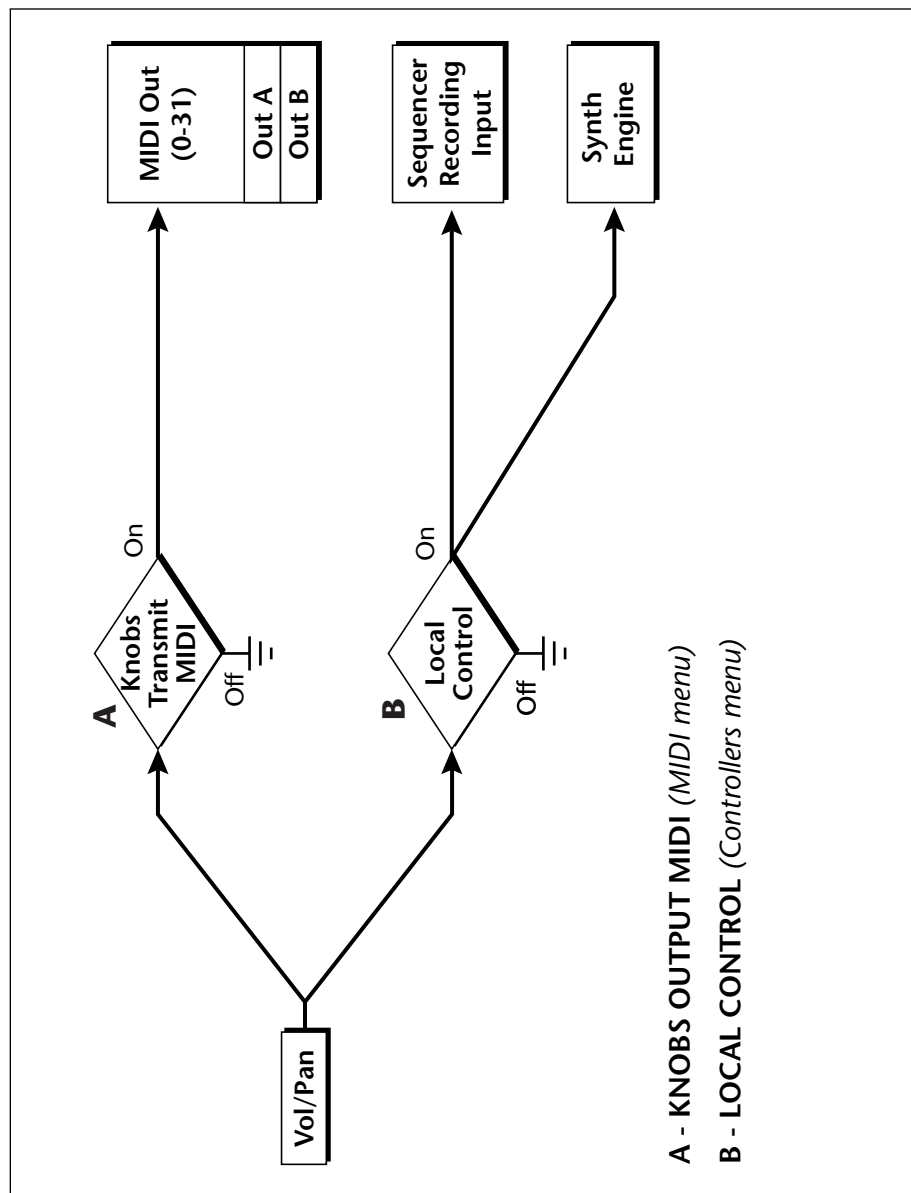 Vol/Pan
A
Knobs
Transmit
MIDI
On
Off
MIDI Out
(0-31)
Out A
Out B
B
Local
Control
On
Off
Sequencer
Recording
Input
Synth
Engine
A - KNOBS OUTPUT MIDI (MIDI menu)
B - LOCAL CONTROL (Controllers menu)